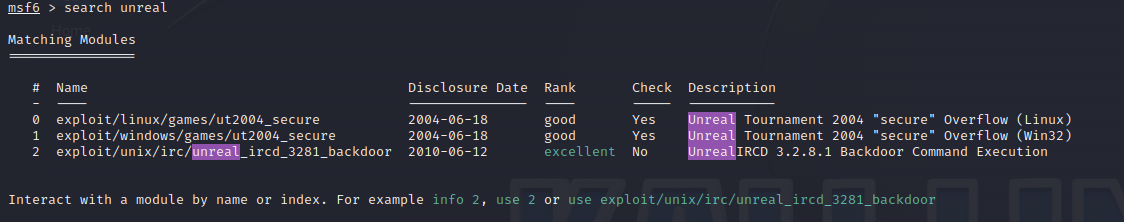 msf6 > search unreal
Matching Modules
================
# Name Disclosure Date Rank Check Description
- ---- --------------- ---- ----- -----------
0 exploit/linux/games/ut2004_secure 2004-06-18 good Yes Unreal Tournament 2004 "secure" Overflow (Linux)
1 exploit/windows/games/ut2004_secure 2004-06-18 good Yes Unreal Tournament 2004 "secure" Overflow (Win32)
2 exploit/unix/irc/unreal_ircd_3281_backdoor 2010-06-12 excellent No UnrealIRCD 3.2.8.1 Backdoor Command Execution
Interact with a module by name or index. For example info 2, use 2 or use exploit/unix/irc/unreal_ircd_3281_backdoor